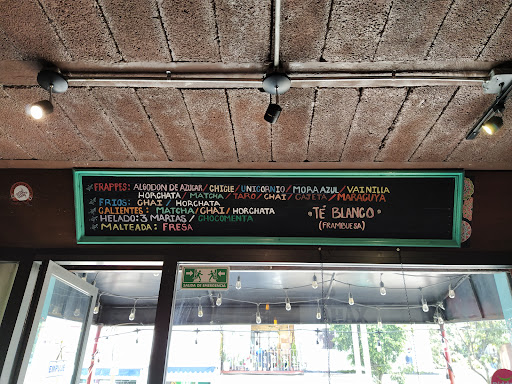 FRAPPES: ALGODON DE AZUCAR / CHICLE / UNICORNIO / MORA AZUL / VAINILLA
HORCHATA / MATCHA / TARO / CHAI / CAJETA / MARACUYA
FRIOS: CHAI / HORCHATA
CALIENTES: MATCHA / CHAI / HORCHATA
HELADO: 3 MARIAS / CHOCOMENTA
MALTEADA: FRESA
"TÉ BLANCO"
(FRAMBUESA)
SALIDA DE EMERGENCIA